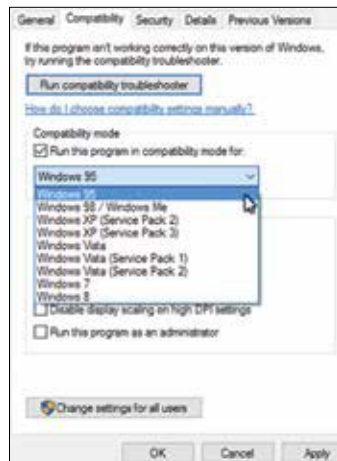 General Compatibility Security Details Previous Versions
If this program isn't working correctly on this version of Windows,
try running the compatibility troubleshooter.
Run compatibility troubleshooter
How do I choose compatibility settings manually?
Compatibility mode
Run this program in compatibility mode for:
Windows 95
Windows 95
Windows 98 / Windows Me
Windows XP (Service Pack 2)
Windows XP (Service Pack 3)
Windows Vista
Windows Vista (Service Pack 1)
Windows Vista (Service Pack 2)
Windows 7
Windows 8
Disable display scaling on high DPI settings
Run this program as an administrator
Change settings for all users
OK Cancel Apply